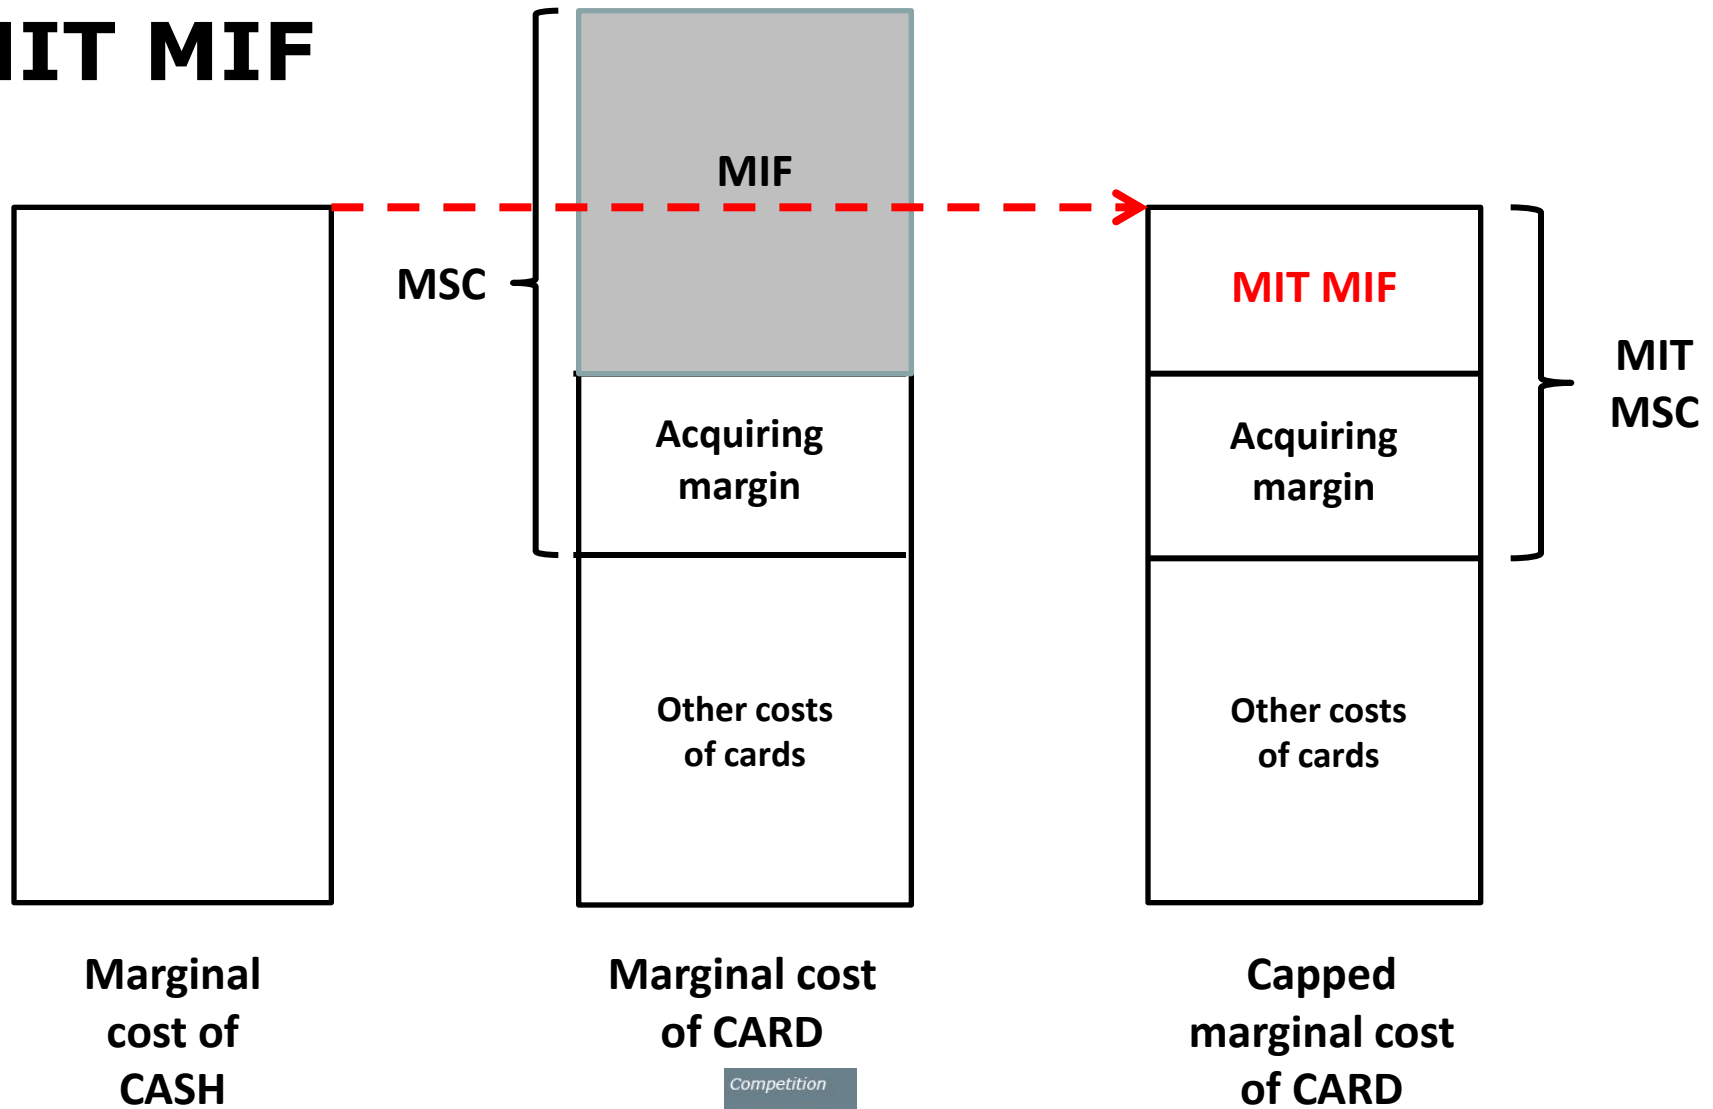 MIT MIF
MIF
MSC
MIT MIF
MIT
MSC
Acquiring
margin
Acquiring
margin
Other costs
of cards
Other costs
of cards
Marginal
cost of
CASH
Marginal cost
of CARD
Capped
marginal cost
of CARD
Competition